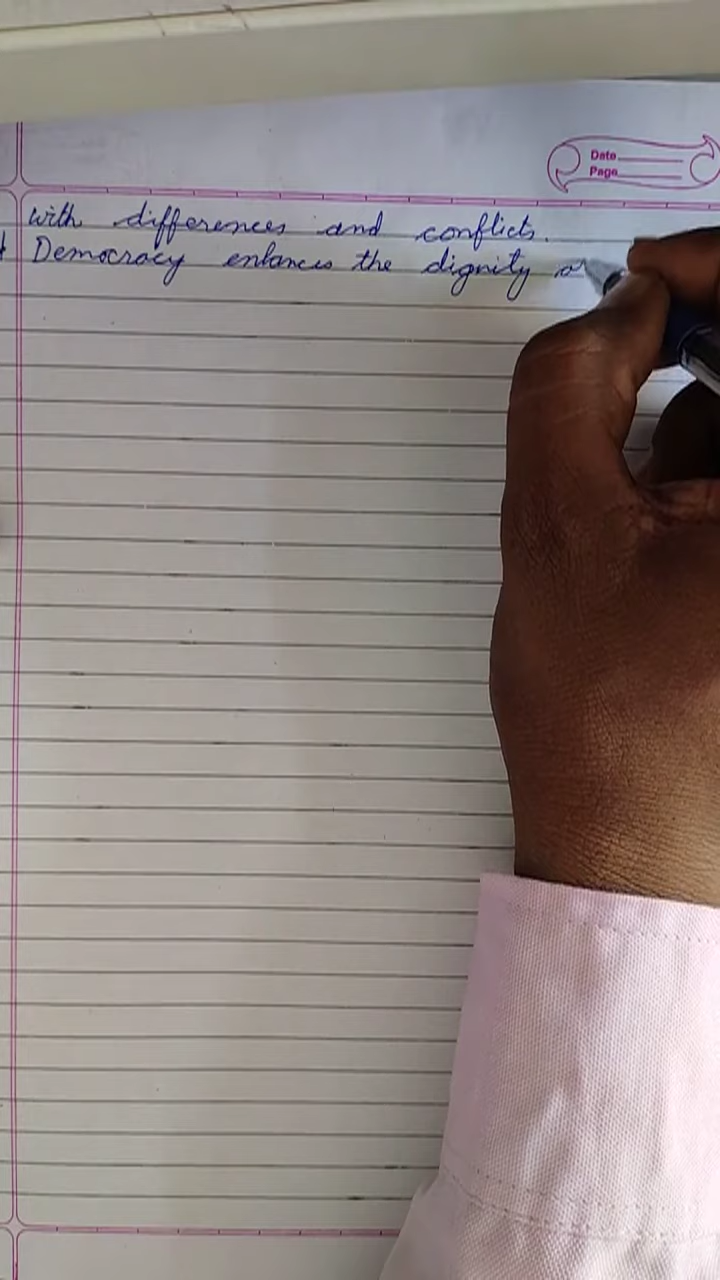 Date
Page
with differences and conflicts.
Democracy enhances the dignity